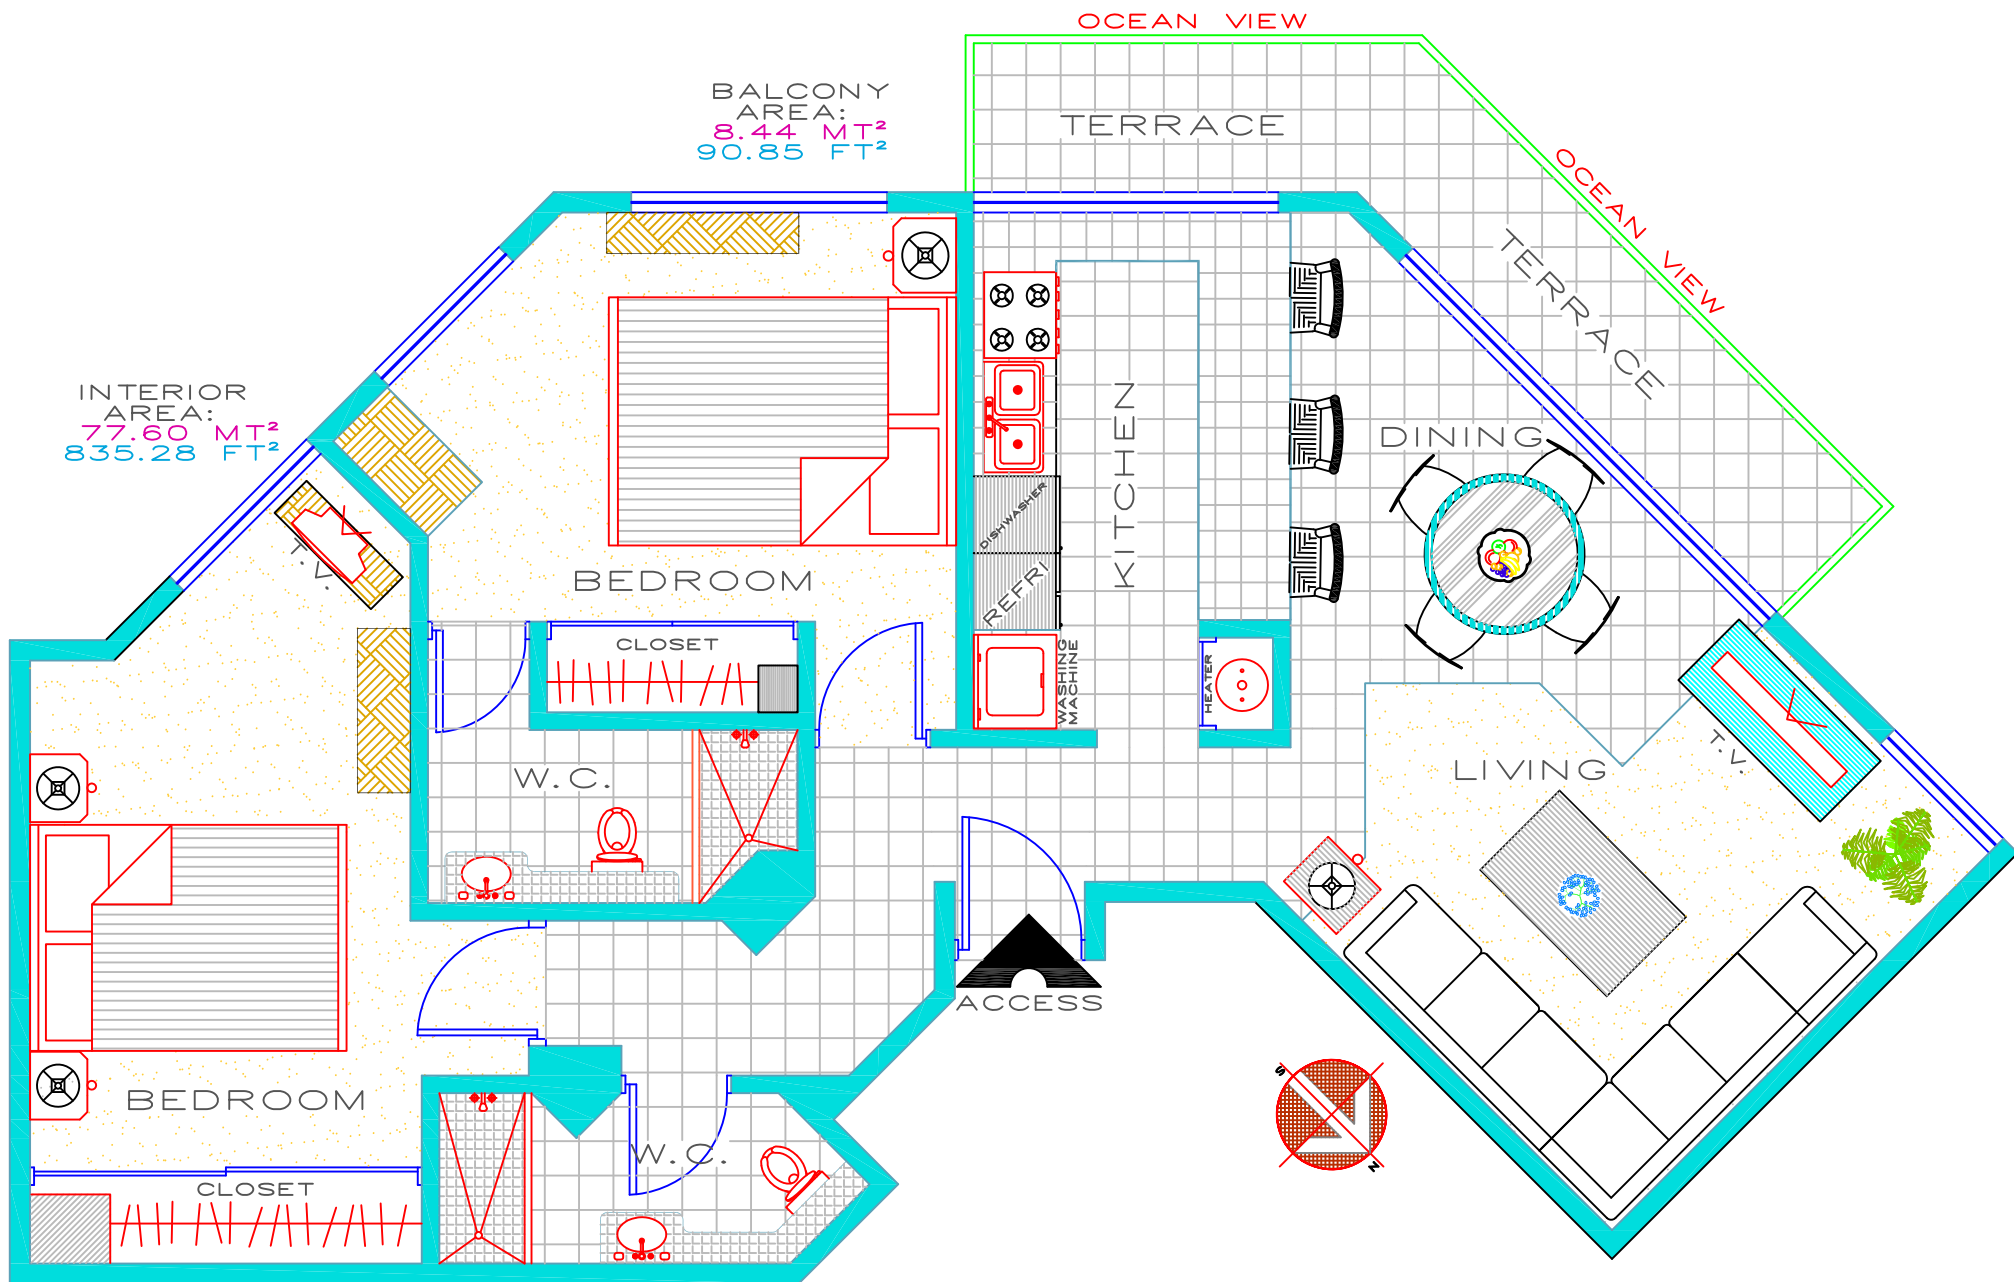 OCEAN VIEW
BALCONY
AREA:
8.44 MT²
90.85 FT²
TERRACE
OCEAN VIEW
TERRACE
INTERIOR
AREA:
77.60 MT²
835.28 FT²
T.V.
BEDROOM
CLOSET
KITCHEN
DISHWASHER
REFRI
WASHING
MACHINE
HEATER
DINING
LIVING
T.V.
W.C.
ACCESS
BEDROOM
CLOSET
W.C.
S
N